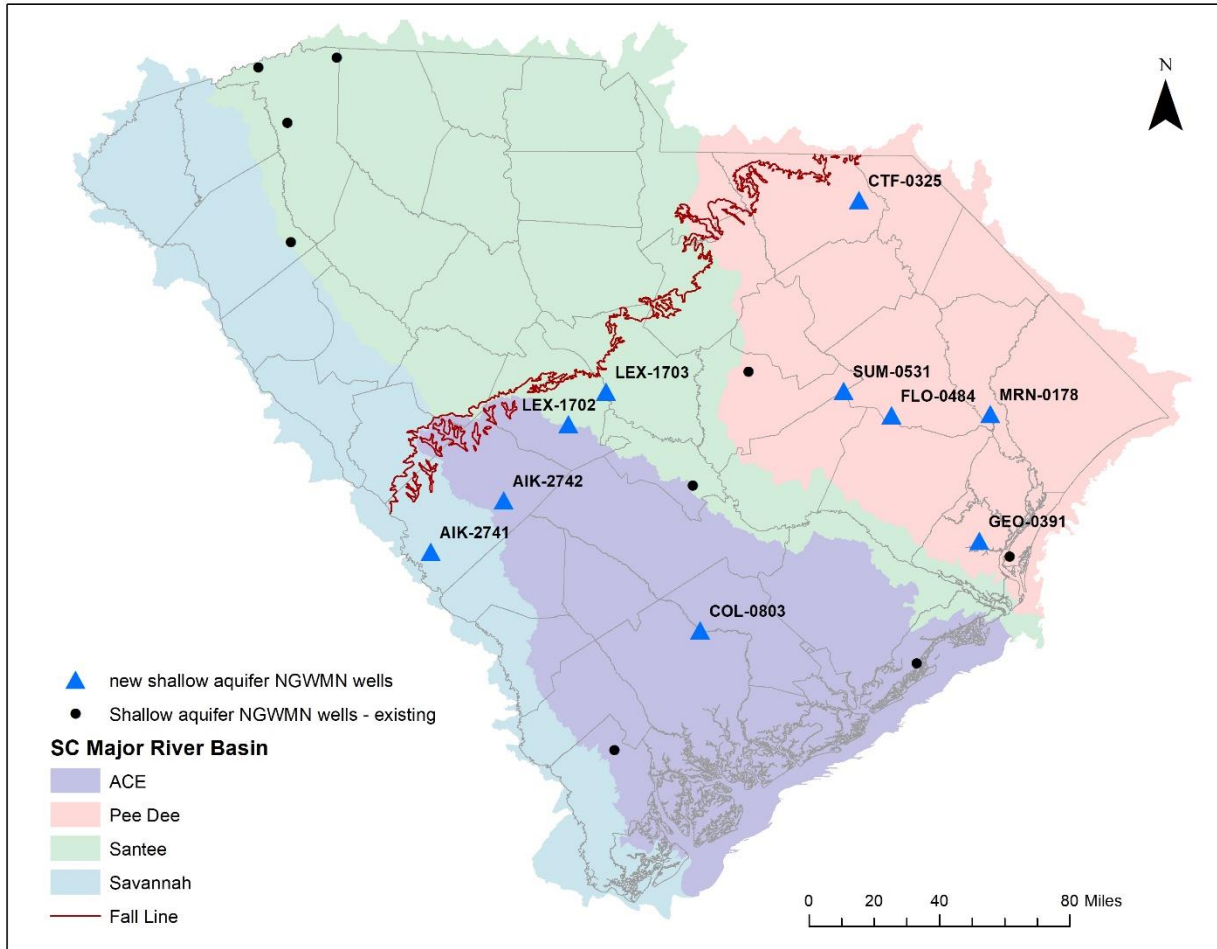 N
CTF-0325
LEX-1703
SUM-0531
FLO-0484
MRN-0178
LEX-1702
AIK-2742
GEO-0391
AIK-2741
COL-0803
new shallow aquifer NGWMN wells
Shallow aquifer NGWMN wells - existing
SC Major River Basin
ACE
Pee Dee
Santee
Savannah
Fall Line
0 20 40 80 Miles